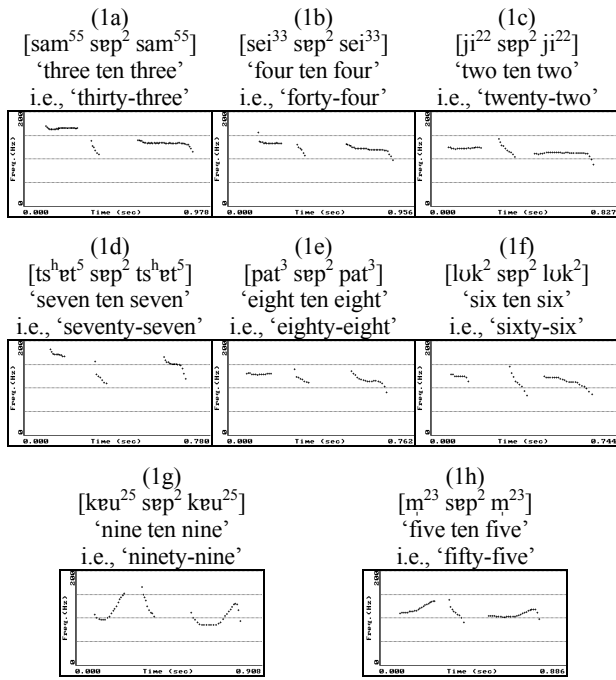 (1a) (1b) (1c)
[sam⁵⁵ sɐp² sam⁵⁵] [sei³³ sɐp² sei³³] [ji²² sɐp² ji²²]
‘three ten three’ ‘four ten four’ ‘two ten two’
i.e., ‘thirty-three’ i.e., ‘forty-four’ i.e., ‘twenty-two’
200 200 200
Freq.(Hz) Freq.(Hz) Freq.(Hz)
0 0 0
0.000 Time (sec) 0.978 0.000 Time (sec) 0.956 0.000 Time (sec) 0.827
(1d) (1e) (1f)
[tsʰɐt⁵ sɐp² tsʰɐt⁵] [pat³ sɐp² pat³] [lʊk² sɐp² lʊk²]
‘seven ten seven’ ‘eight ten eight’ ‘six ten six’
i.e., ‘seventy-seven’ i.e., ‘eighty-eight’ i.e., ‘sixty-six’
200 200 200
Freq.(Hz) Freq.(Hz) Freq.(Hz)
0 0 0
0.000 Time (sec) 0.780 0.000 Time (sec) 0.762 0.000 Time (sec) 0.744
(1g) (1h)
[kɐu²⁵ sɐp² kɐu²⁵] [m̩²³ sɐp² m̩²³]
‘nine ten nine’ ‘five ten five’
i.e., ‘ninety-nine’ i.e., ‘fifty-five’
200 200
Freq.(Hz) Freq.(Hz)
0 0
0.000 Time (sec) 0.908 0.000 Time (sec) 0.886